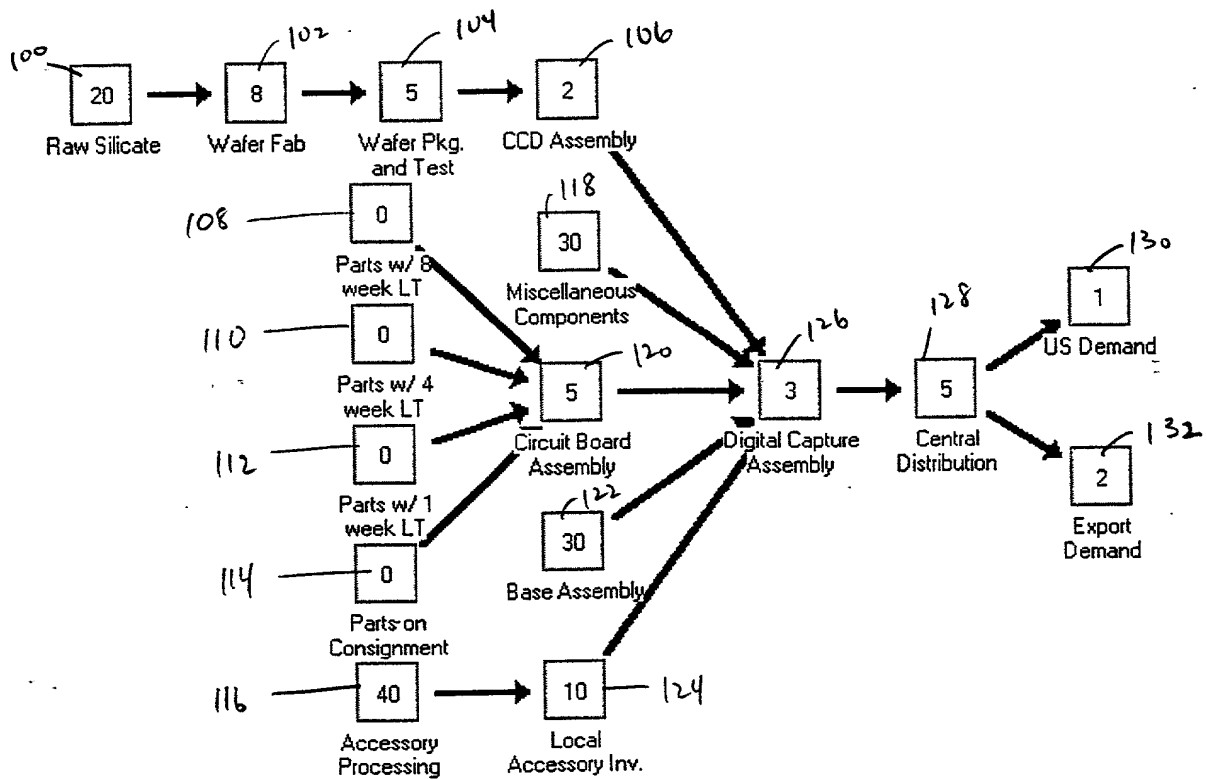 100
102
104
106
20
8
5
2
Raw Silicate
Wafer Fab
Wafer Pkg.
and Test
CCD Assembly
108
0
Parts w/ 8
week LT
118
30
Miscellaneous
Components
110
0
Parts w/ 4
week LT
120
5
Circuit Board
Assembly
126
3
Digital Capture
Assembly
128
5
Central
Distribution
130
1
US Demand
132
2
Export
Demand
112
0
Parts w/ 1
week LT
122
30
Base Assembly
114
0
Parts on
Consignment
116
40
Accessory
Processing
10
124
Local
Accessory Inv.